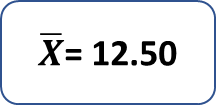 X̅ = 12.50